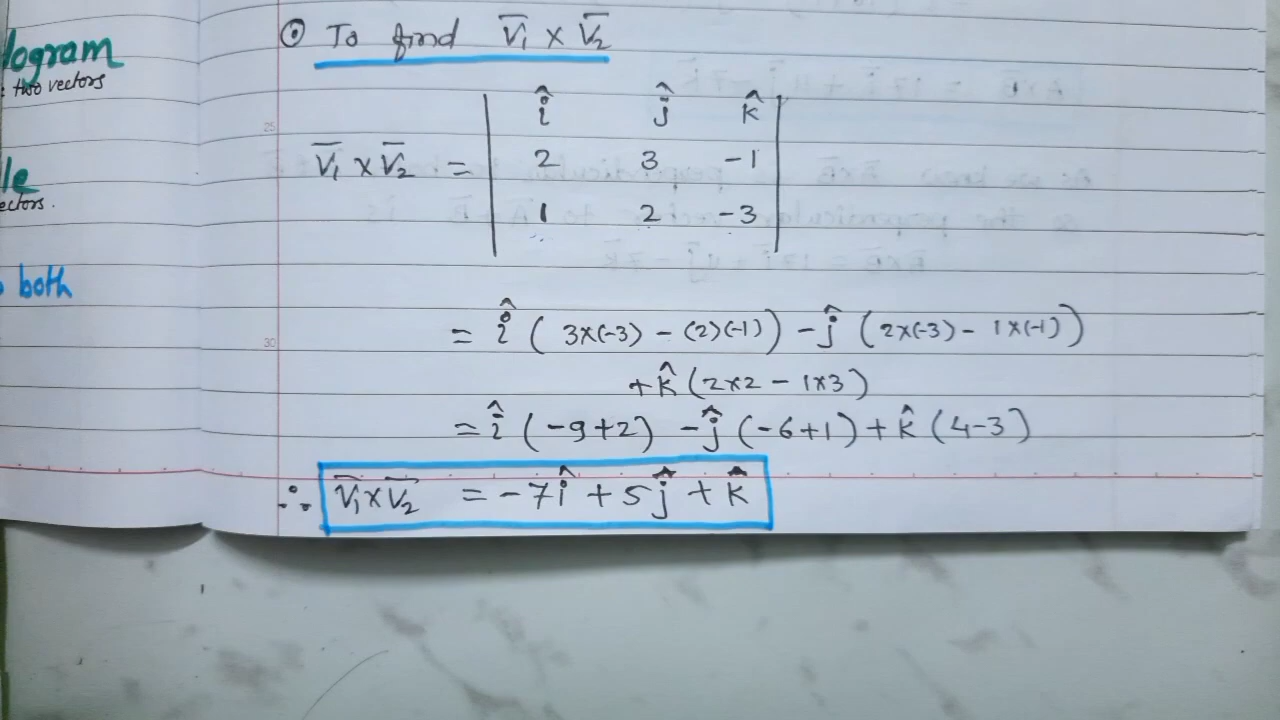 ⊙ To find V̅₁ × V̅₂
logram
two vectors
î ĵ k̂
25
V̅₁ × V̅₂ = 2 3 -1
le
ectors.
1 2 -3
both
= î ( 3×(-3) - (2)(-1) ) - ĵ ( 2×(-3) - 1×(-1) )
30
+ k̂ ( 2×2 - 1×3 )
= î ( -9+2 ) - ĵ ( -6+1 ) + k̂ ( 4-3 )
∴ V̅₁×V̅₂ = -7î + 5ĵ + k̂